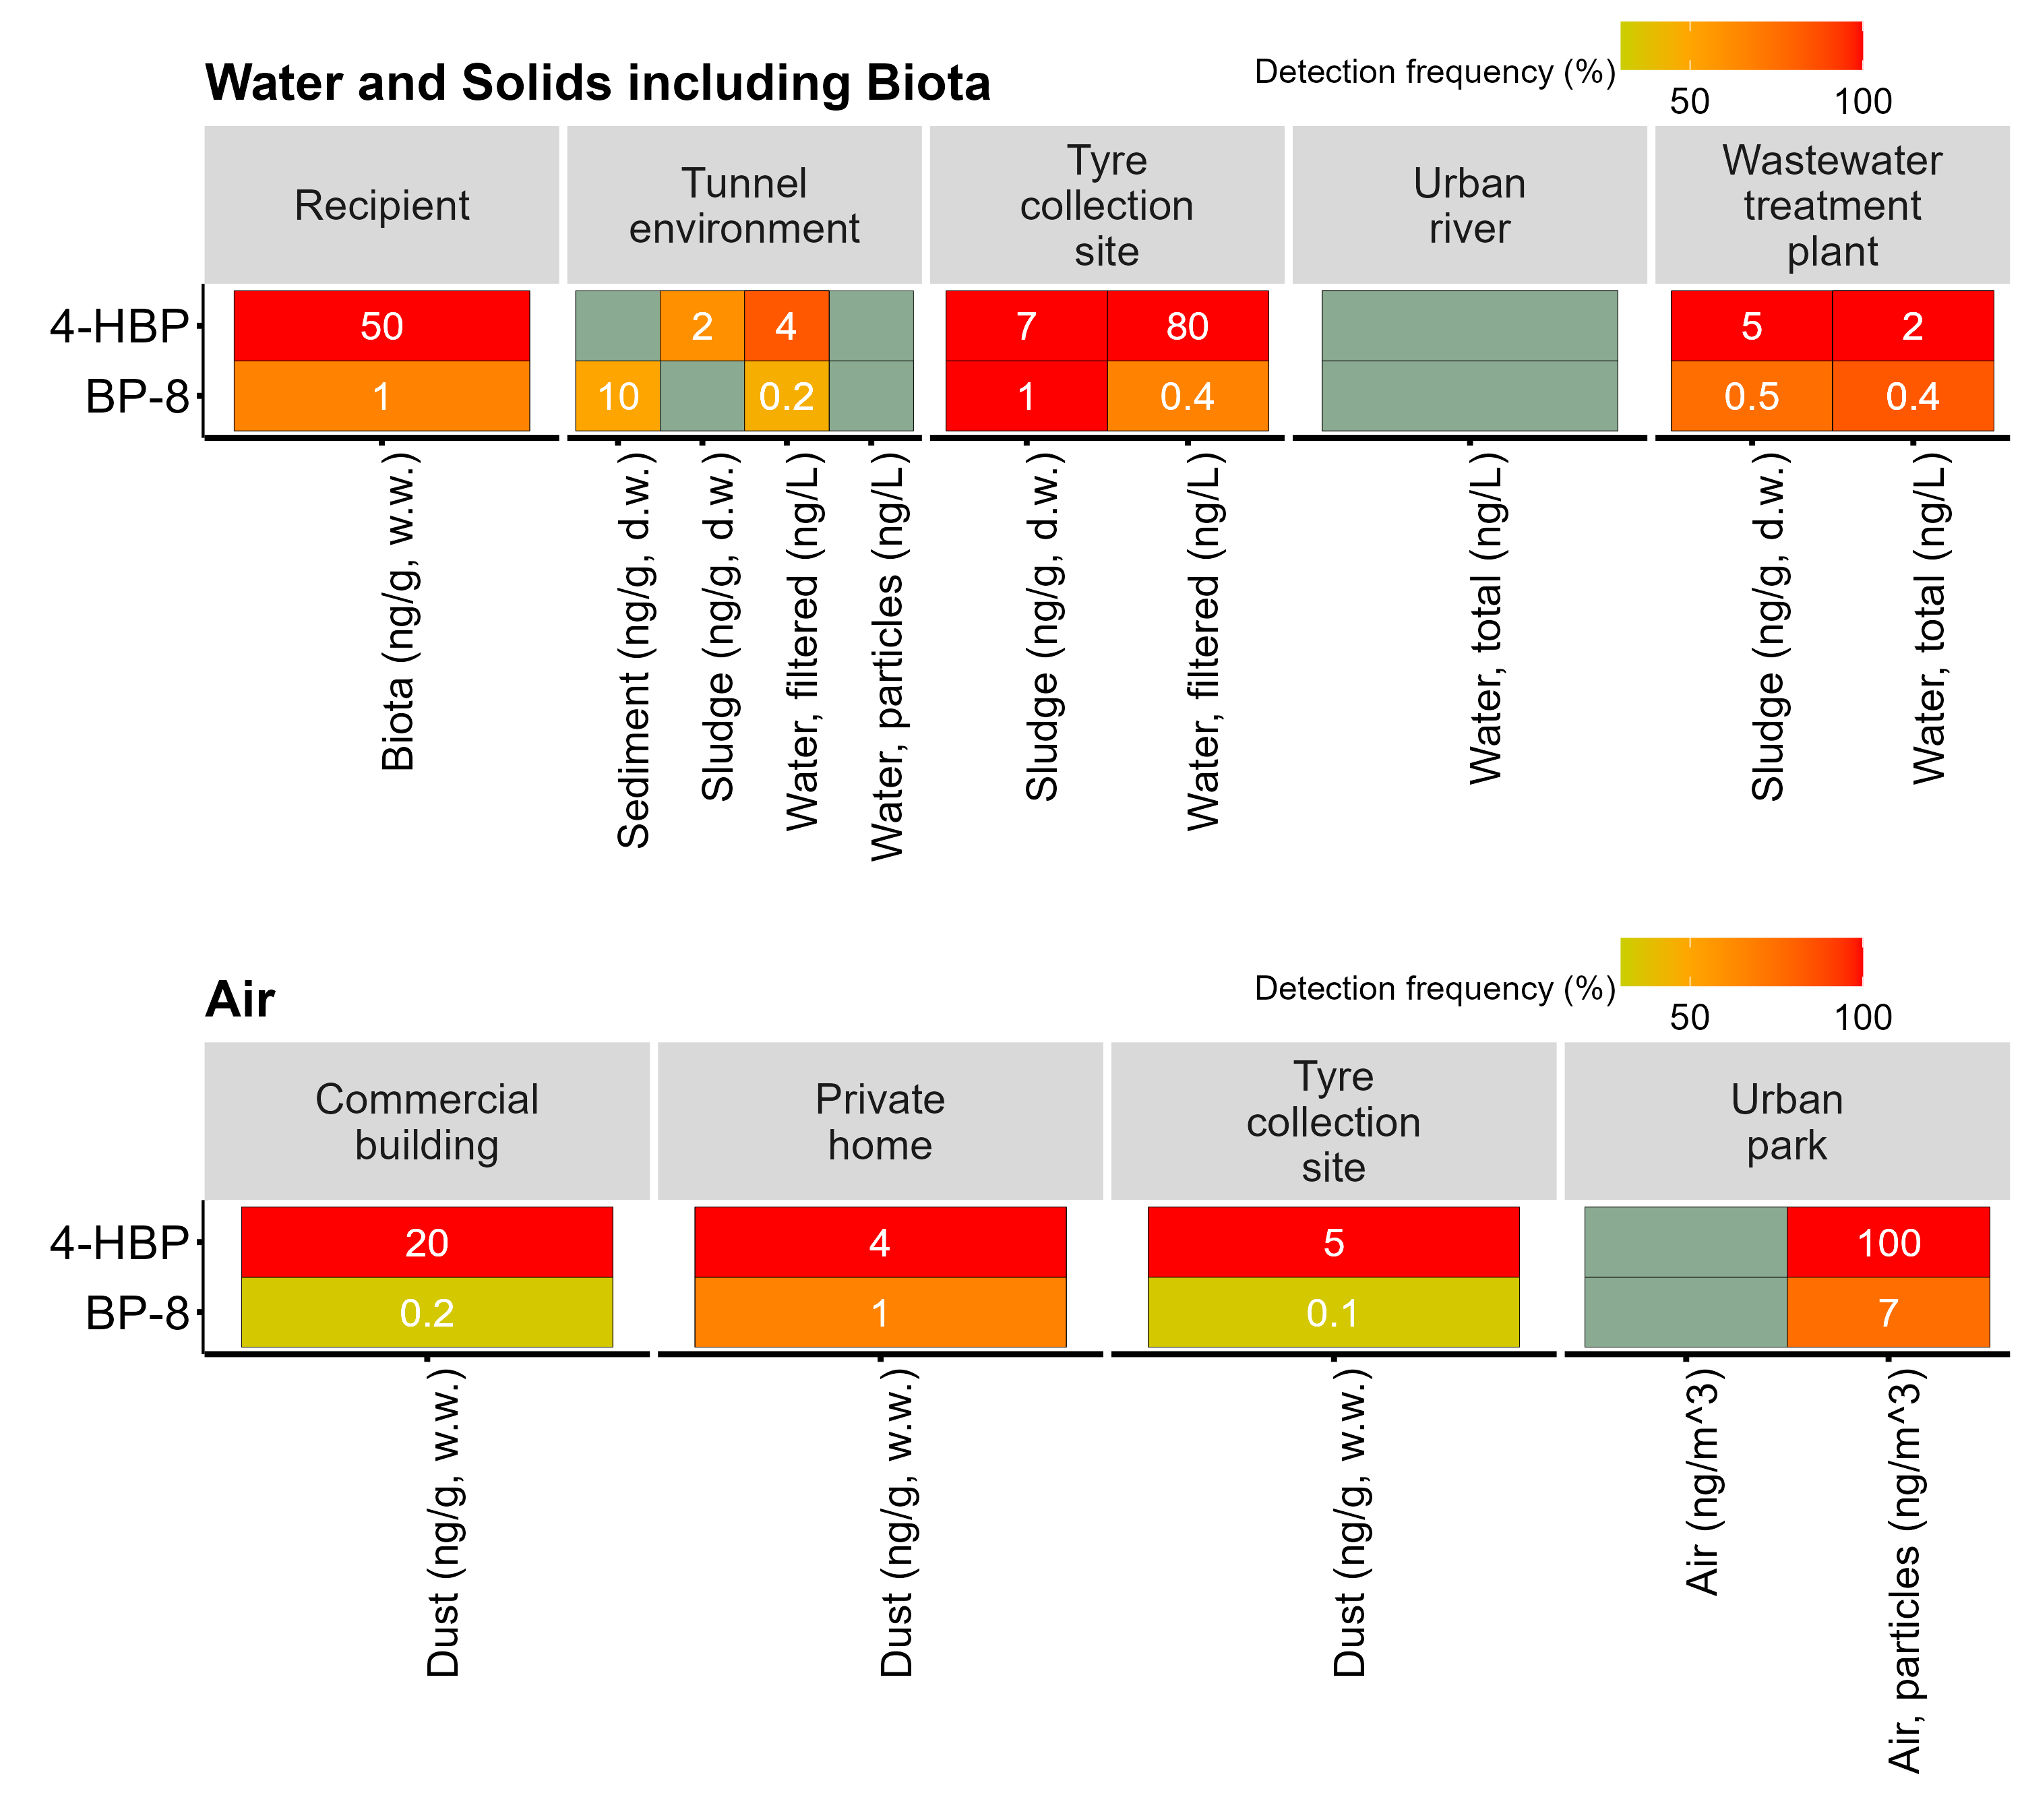 Detection frequency (%)
50 100
Water and Solids including Biota
Recipient
Tunnel
environment
Tyre
collection
site
Urban
river
Wastewater
treatment
plant
4-HBP 50 2 4 7 80 5 2
BP-8 1 10 0.2 1 0.4 0.5 0.4
Biota (ng/g, w.w.)
Sediment (ng/g, d.w.)
Sludge (ng/g, d.w.)
Water, filtered (ng/L)
Water, particles (ng/L)
Sludge (ng/g, d.w.)
Water, filtered (ng/L)
Water, total (ng/L)
Sludge (ng/g, d.w.)
Water, total (ng/L)
Detection frequency (%)
50 100
Air
Commercial
building
Private
home
Tyre
collection
site
Urban
park
4-HBP 20 4 5 100
BP-8 0.2 1 0.1 7
Dust (ng/g, w.w.)
Dust (ng/g, w.w.)
Dust (ng/g, w.w.)
Air (ng/m^3)
Air, particles (ng/m^3)